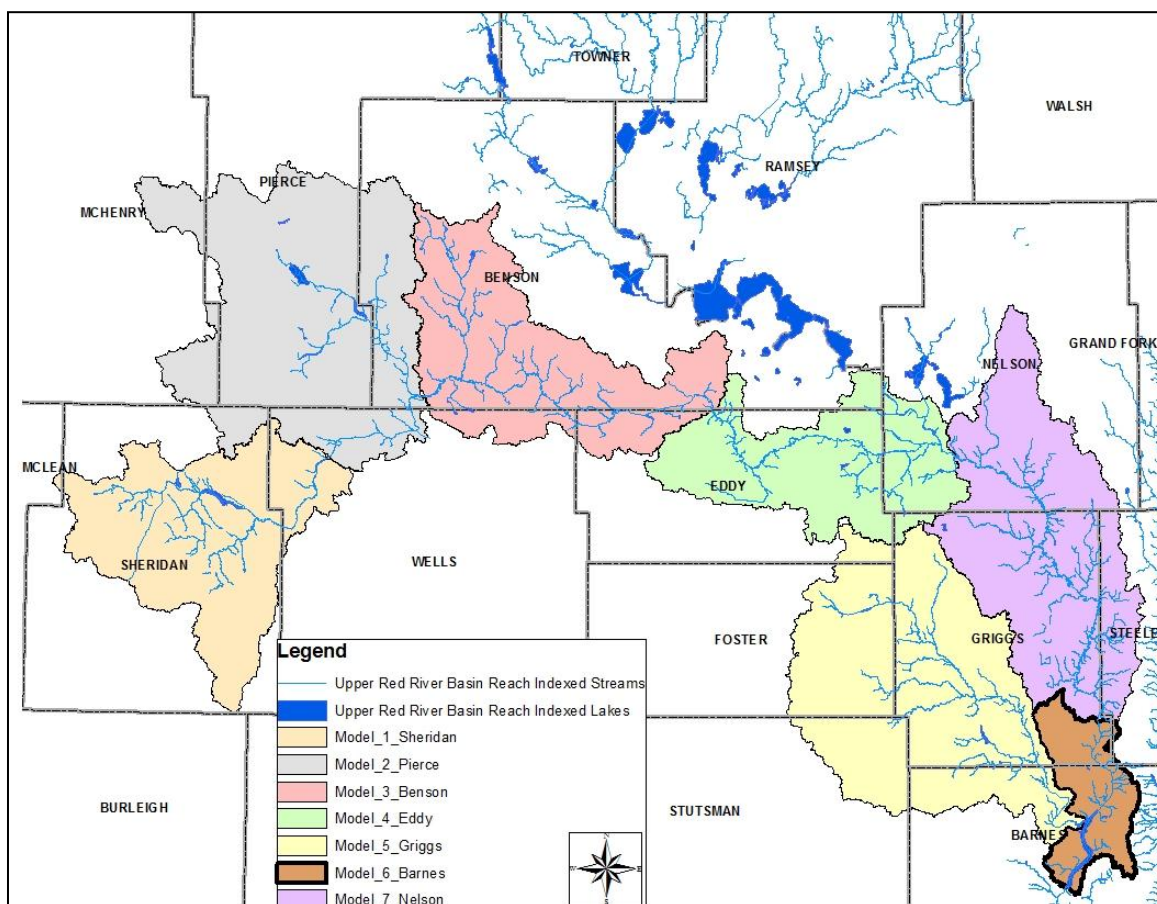 TOWNER
WALSH
RAMSEY
PIERCE
MCHENRY
BENSON
GRAND FORK
NELSON
MCLEAN
EDDY
SHERIDAN
WELLS
FOSTER
GRIGGS
STEELE
Legend
Upper Red River Basin Reach Indexed Streams
Upper Red River Basin Reach Indexed Lakes
Model_1_Sheridan
Model_2_Pierce
Model_3_Benson
Model_4_Eddy
Model_5_Griggs
Model_6_Barnes
Model_7_Nelson
BURLEIGH
STUTSMAN
BARNES
N
W
E
S